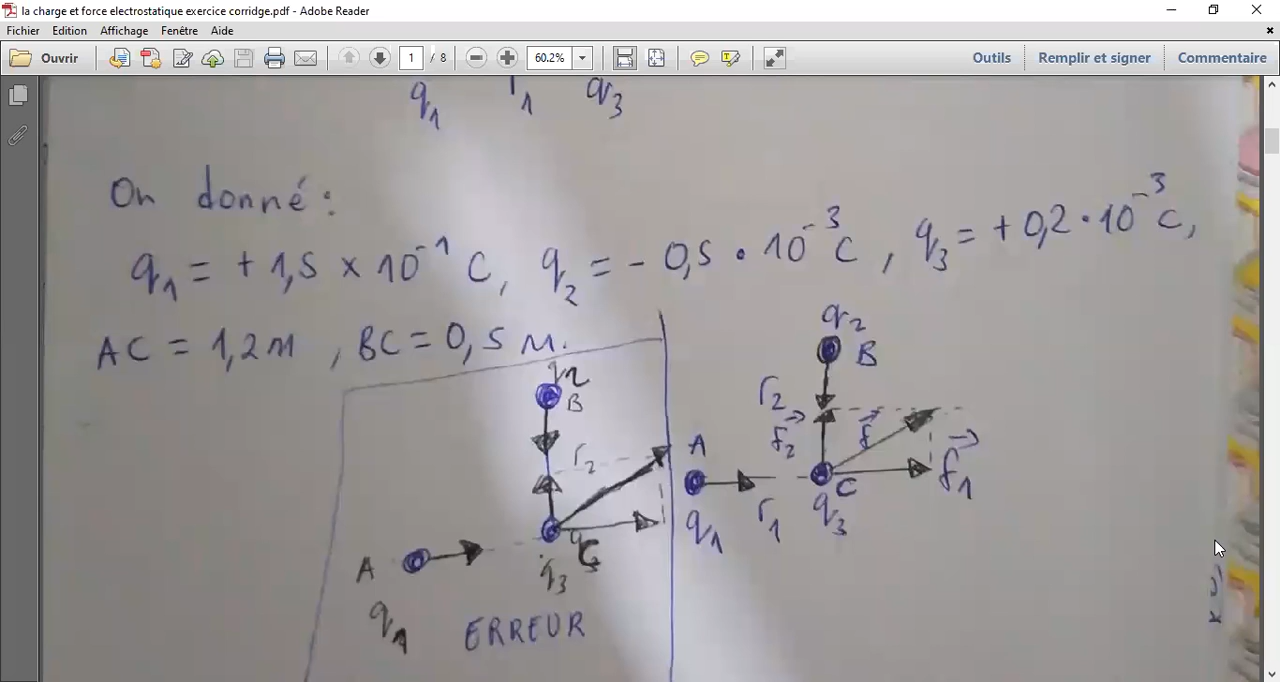 la charge et force electrostatique exercice corridge.pdf - Adobe Reader
Fichier Edition Affichage Fenêtre Aide
Ouvrir 1 / 8 60.2% Outils Remplir et signer Commentaire
q1 r1 q3
On donné :
q1 = + 1,5 × 10^-1 C, q2 = - 0,5 · 10^-3 C, q3 = + 0,2 · 10^-3 C,
AC = 1,2 m, BC = 0,5 m.
q2
B
r2
A
q1
q3
C
ERREUR
q2
B
r2
f2
f
f1
A
C
q1
r1
q3